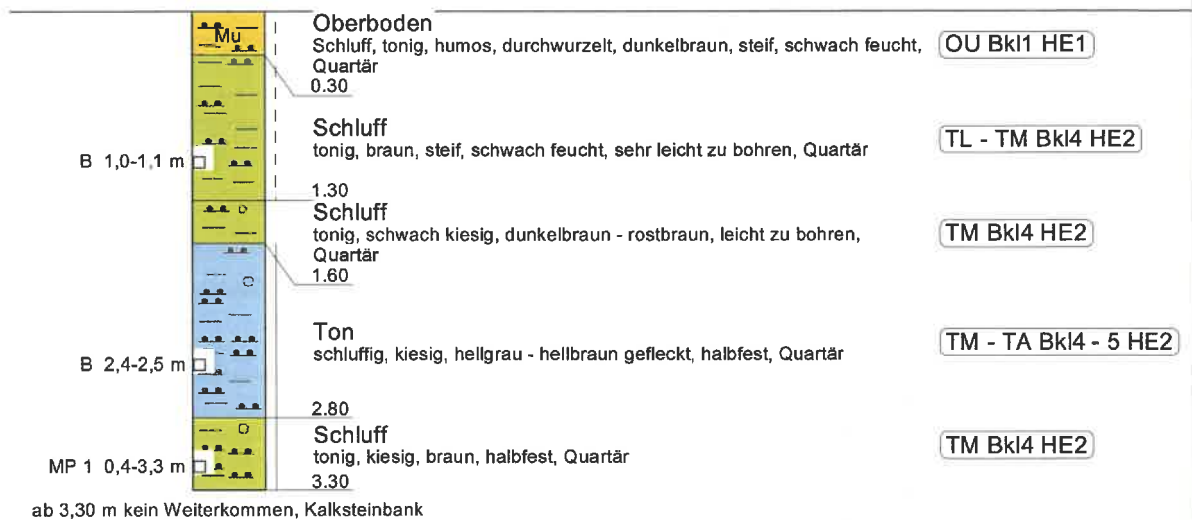 Mu
Oberboden
Schluff, tonig, humos, durchwurzelt, dunkelbraun, steif, schwach feucht,
Quartär
0.30
OU Bkl1 HE1
Schluff
tonig, braun, steif, schwach feucht, sehr leicht zu bohren, Quartär
TL - TM Bkl4 HE2
B 1,0-1,1 m
1.30
Schluff
tonig, schwach kiesig, dunkelbraun - rostbraun, leicht zu bohren,
Quartär
1.60
TM Bkl4 HE2
Ton
schluffig, kiesig, hellgrau - hellbraun gefleckt, halbfest, Quartär
TM - TA Bkl4 - 5 HE2
B 2,4-2,5 m
2.80
Schluff
tonig, kiesig, braun, halbfest, Quartär
TM Bkl4 HE2
MP 1 0,4-3,3 m
3.30
ab 3,30 m kein Weiterkommen, Kalksteinbank